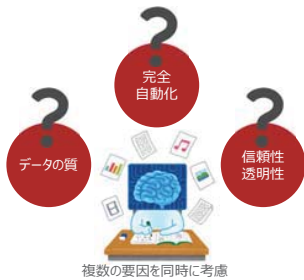 完全
自動化
データの質
信頼性
透明性
複数の要因を同時に考慮